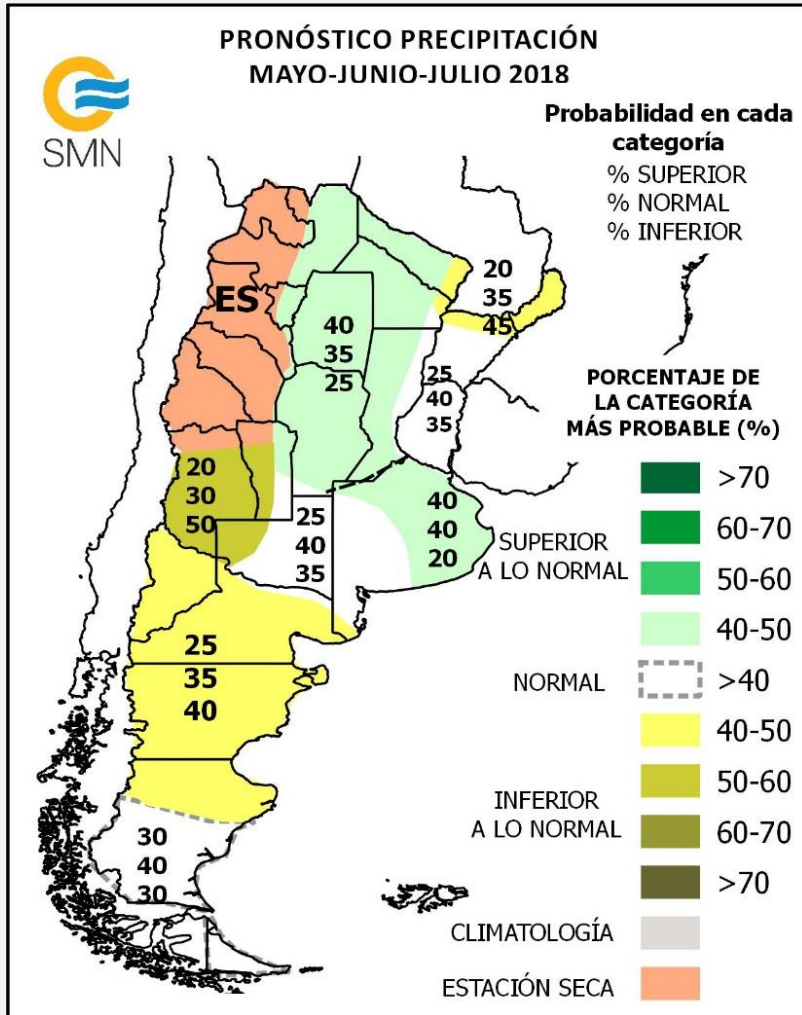 PRONÓSTICO PRECIPITACIÓN
MAYO-JUNIO-JULIO 2018
SMN
Probabilidad en cada
categoría
% SUPERIOR
% NORMAL
% INFERIOR
ES
20
35
45
40
35
25
25
40
35
20
30
50
25
40
35
40
40
20
25
35
40
30
40
30
PORCENTAJE DE
LA CATEGORÍA
MÁS PROBABLE (%)
>70
60-70
SUPERIOR
A LO NORMAL
50-60
40-50
NORMAL
>40
40-50
50-60
INFERIOR
A LO NORMAL
60-70
>70
CLIMATOLOGÍA
ESTACIÓN SECA